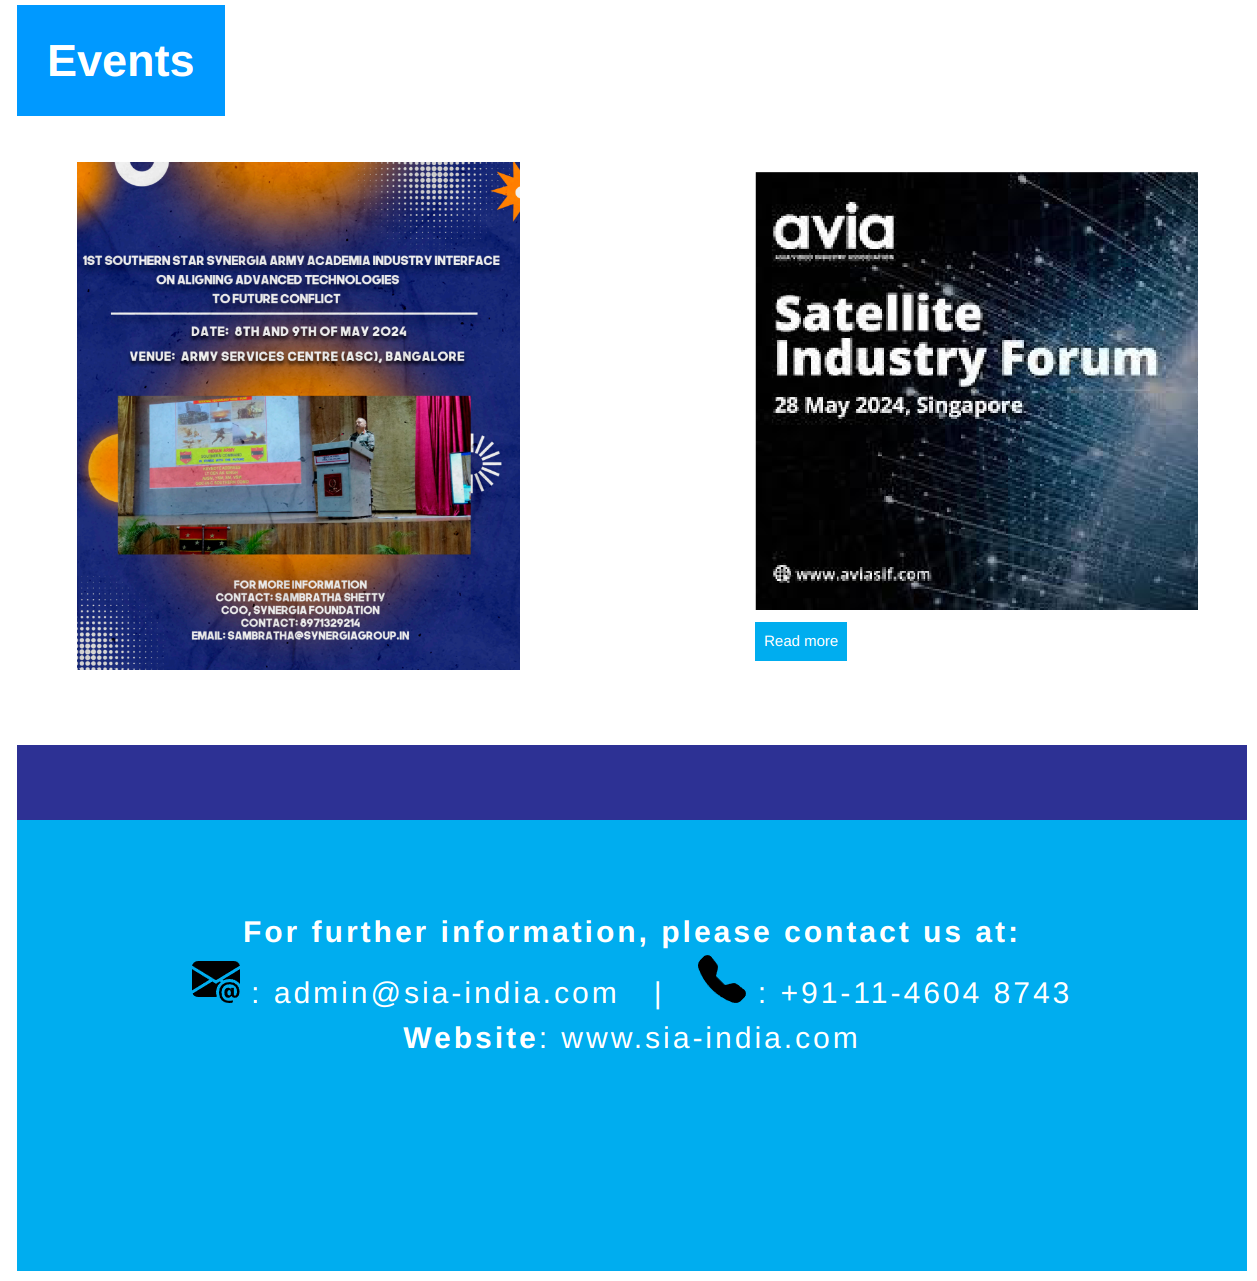 Events
1ST SOUTHERN STAR SYNERGIA ARMY ACADEMIA INDUSTRY INTERFACE
ON ALIGNING ADVANCED TECHNOLOGIES
TO FUTURE CONFLICT
DATE: 8TH AND 9TH OF MAY 2024
VENUE: ARMY SERVICES CENTRE (ASC), BANGALORE
FOR MORE INFORMATION
CONTACT: SAMBRATHA SHETTY
COO, SYNERGIA FOUNDATION
CONTACT: 8971329214
EMAIL: SAMBRATHA@SYNERGIAGROUP.IN
avia
ASIA VIDEO INDUSTRY ASSOCIATION
Satellite
Industry Forum
28 May 2024, Singapore
www.aviasif.com
Read more
For further information, please contact us at:
: admin@sia-india.com | : +91-11-4604 8743
Website: www.sia-india.com